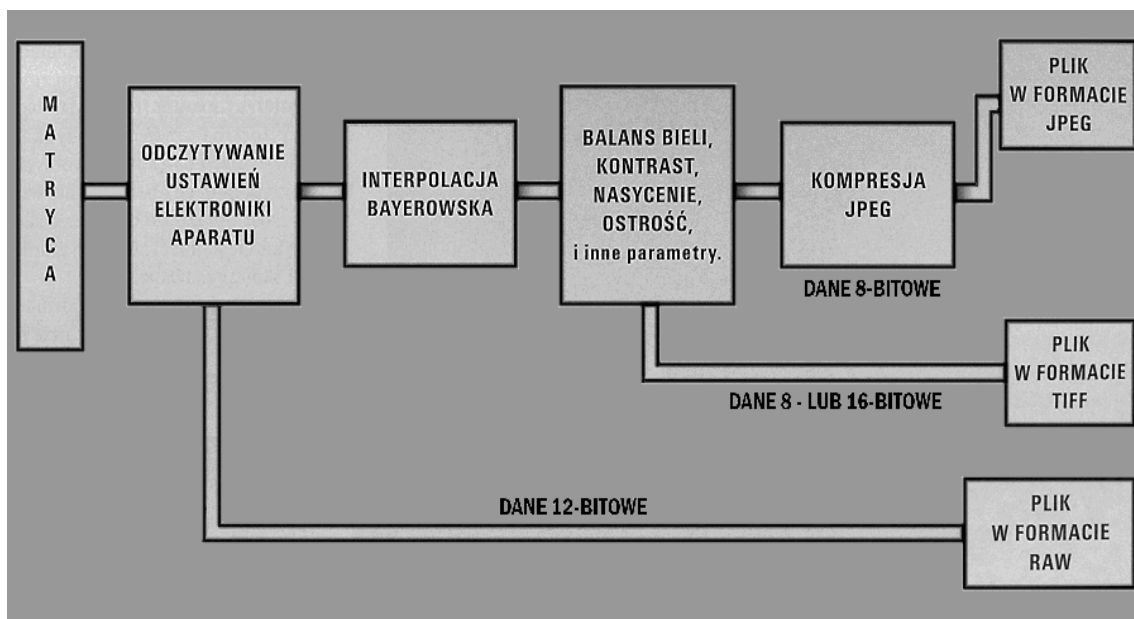 MATRYCA
ODCZYTYWANIE
USTAWIEŃ
ELEKTRONIKI
APARATU
INTERPOLACJA
BAYEROWSKA
BALANS BIELI,
KONTRAST,
NASYCENIE,
OSTROŚĆ,
i inne parametry.
KOMPRESJA
JPEG
DANE 8-BITOWE
PLIK
W FORMACIE
JPEG
DANE 8 - LUB 16-BITOWE
PLIK
W FORMACIE
TIFF
DANE 12-BITOWE
PLIK
W FORMACIE
RAW